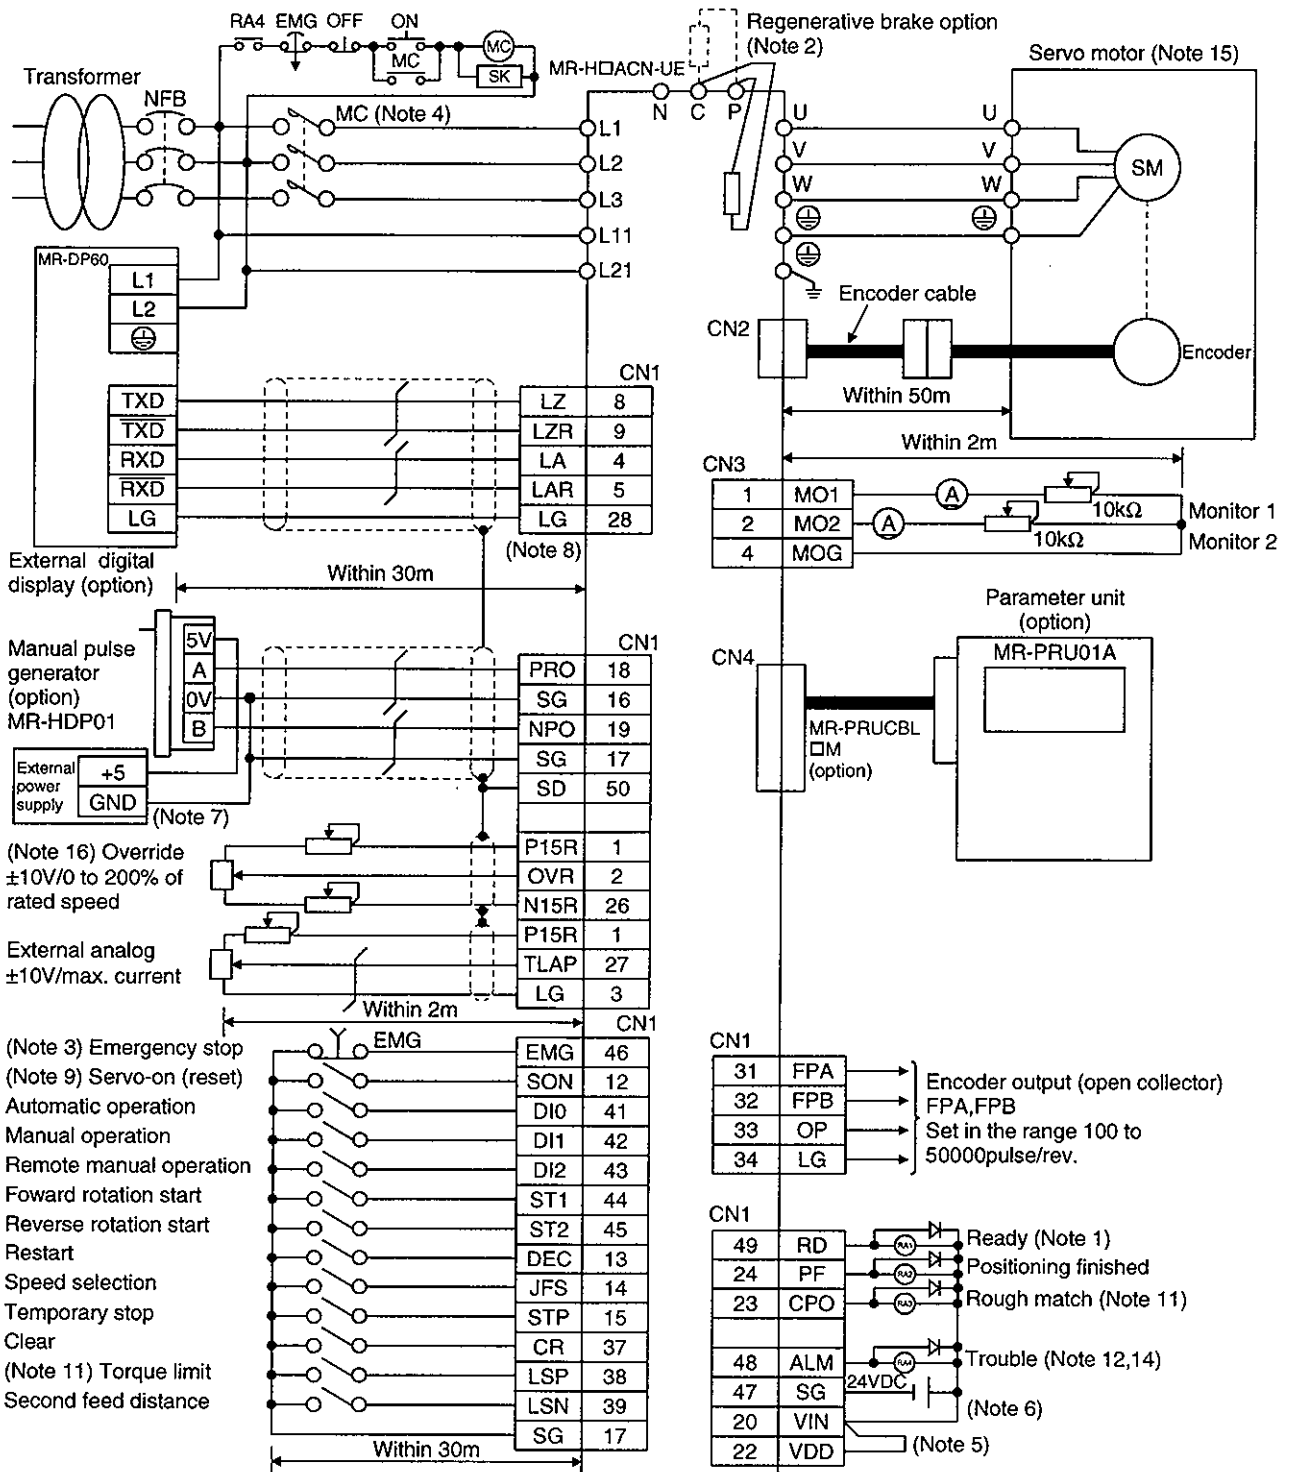 RA4 EMG OFF ON
MC
MC
SK
Regenerative brake option
(Note 2)
Servo motor (Note 15)
Transformer
NFB
MC (Note 4)
MR-H□ACN-UE
N C P
L1
L2
L3
L11
L21
U U
V V
W W
SM
Encoder
Encoder cable
CN2
Within 50m
MR-DP60
L1
L2
TXD
TXD
RXD
RXD
LG
External digital
display (option)
CN1
LZ 8
LZR 9
LA 4
LAR 5
LG 28
(Note 8)
Within 30m
Within 2m
CN3
1 MO1 A 10kΩ Monitor 1
2 MO2 A 10kΩ Monitor 2
4 MOG
Manual pulse
generator
(option)
MR-HDP01
5V
A
0V
B
External
power
supply
+5
GND
(Note 7)
CN1
PRO 18
SG 16
NPO 19
SG 17
SD 50
P15R 1
OVR 2
N15R 26
P15R 1
TLAP 27
LG 3
(Note 16) Override
±10V/0 to 200% of
rated speed
External analog
±10V/max. current
Within 2m
Parameter unit
(option)
MR-PRU01A
CN4
MR-PRUCBL
□M
(option)
CN1
(Note 3) Emergency stop EMG EMG 46
(Note 9) Servo-on (reset) SON 12
Automatic operation DI0 41
Manual operation DI1 42
Remote manual operation DI2 43
Foward rotation start ST1 44
Reverse rotation start ST2 45
Restart DEC 13
Speed selection JFS 14
Temporary stop STP 15
Clear CR 37
(Note 11) Torque limit LSP 38
Second feed distance LSN 39
SG 17
Within 30m
CN1
31 FPA
32 FPB
33 OP
34 LG
Encoder output (open collector)
FPA,FPB
Set in the range 100 to
50000pulse/rev.
CN1
49 RD RA1 Ready (Note 1)
24 PF RA2 Positioning finished
23 CPO RA3 Rough match (Note 11)
48 ALM RA4 Trouble (Note 12,14)
47 SG 24VDC (Note 6)
20 VIN
22 VDD (Note 5)